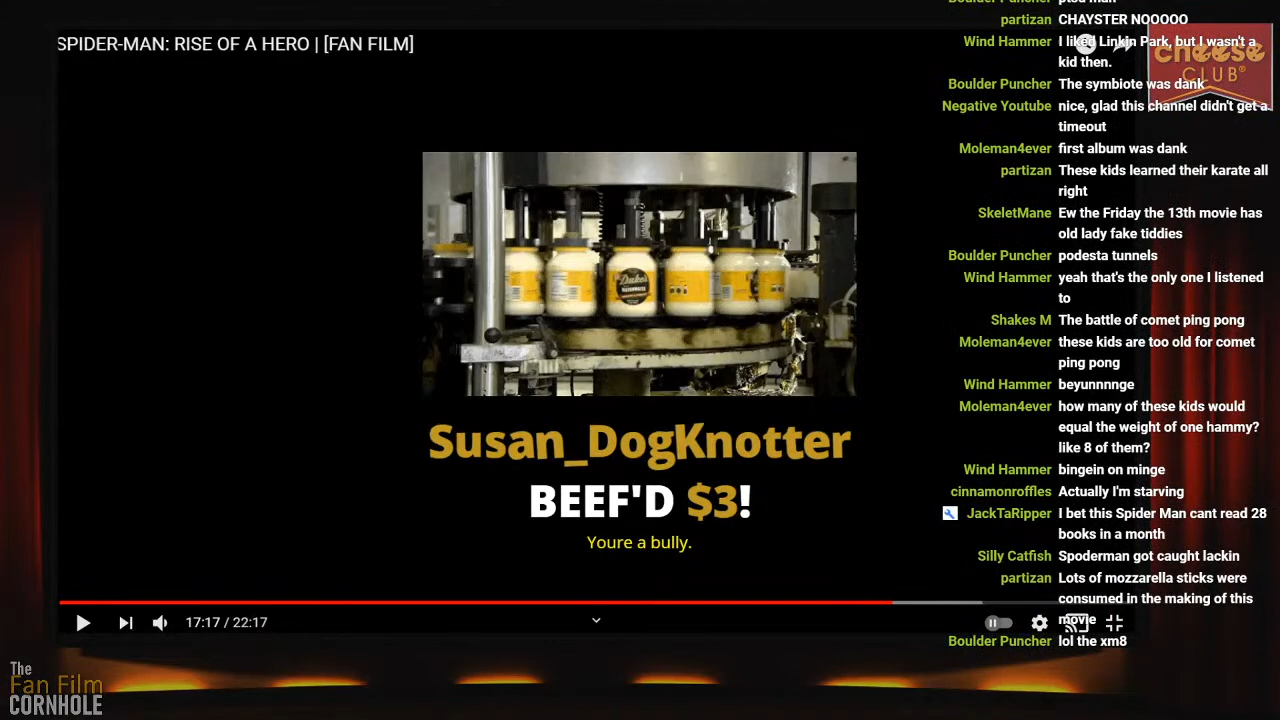 SPIDER-MAN: RISE OF A HERO | [FAN FILM]
cheese
CLUB®
Duke's
MAYONNAISE
Susan_DogKnotter
BEEF'D $3!
Youre a bully.
17:17 / 22:17
The
Fan Film
CORNHOLE
partizan CHAYSTER NOOOOO
Wind Hammer I liked Linkin Park, but I wasn't a
kid then.
Boulder Puncher The symbiote was dank
Negative Youtube nice, glad this channel didn't get a
timeout
Moleman4ever first album was dank
partizan These kids learned their karate all
right
SkeletMane Ew the Friday the 13th movie has
old lady fake tiddies
Boulder Puncher podesta tunnels
Wind Hammer yeah that's the only one I listened
to
Shakes M The battle of comet ping pong
Moleman4ever these kids are too old for comet
ping pong
Wind Hammer beyunnnnge
Moleman4ever how many of these kids would
equal the weight of one hammy?
like 8 of them?
Wind Hammer bingein on minge
cinnamonroffles Actually I'm starving
JackTaRipper I bet this Spider Man cant read 28
books in a month
Silly Catfish Spoderman got caught lackin
partizan Lots of mozzarella sticks were
consumed in the making of this
movie
Boulder Puncher lol the xm8